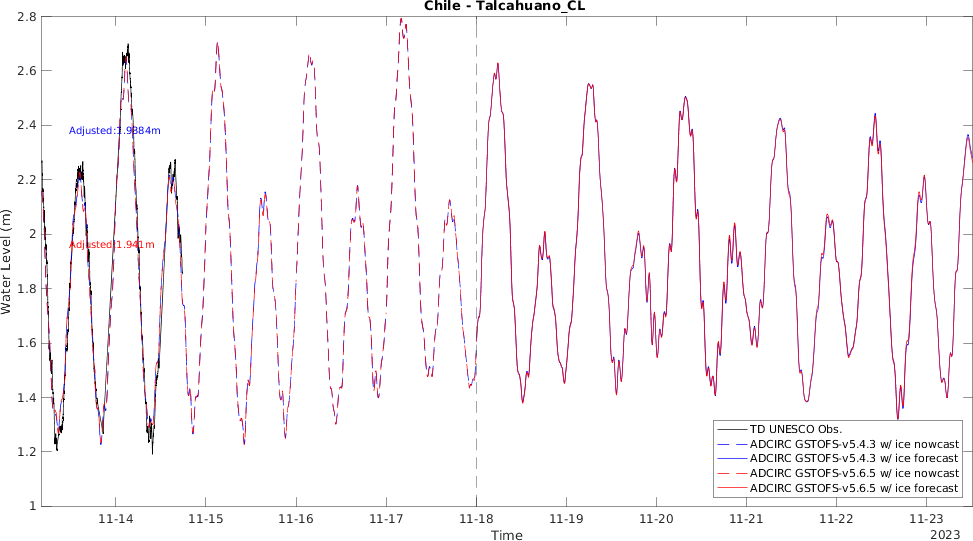 Chile - Talcahuano_CL
2.8
2.6
2.4
2.2
2
1.8
1.6
1.4
1.2
1
Water Level (m)
Adjusted:1.9384m
Adjusted:1.941m
TD UNESCO Obs.
ADCIRC GSTOFS-v5.4.3 w/ ice nowcast
ADCIRC GSTOFS-v5.4.3 w/ ice forecast
ADCIRC GSTOFS-v5.6.5 w/ ice nowcast
ADCIRC GSTOFS-v5.6.5 w/ ice forecast
11-14 11-15 11-16 11-17 11-18 11-19 11-20 11-21 11-22 11-23
Time
2023